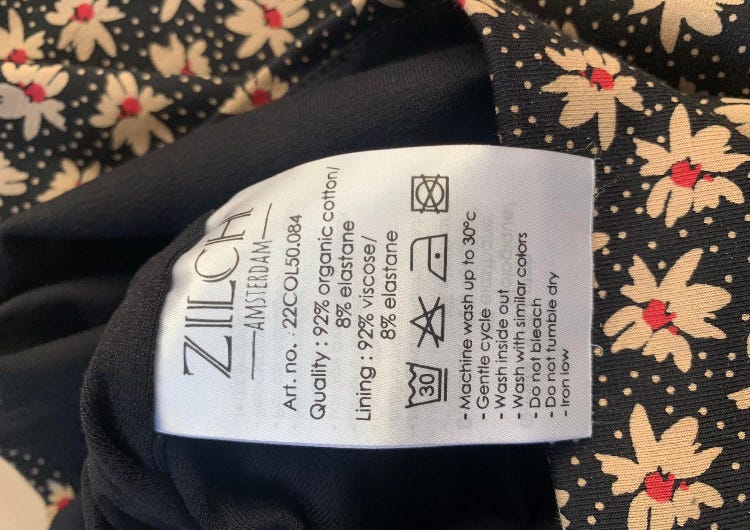 ZIILCH
AMSTERDAM
Art. no. : 22COL50.084
Quality : 92% organic cotton/
8% elastane
Lining : 92% viscose/
8% elastane
30
- Machine wash up to 30°c
- Gentle cycle
- Wash inside out
- Wash with similar colors
- Do not bleach
- Do not tumble dry
- Iron low